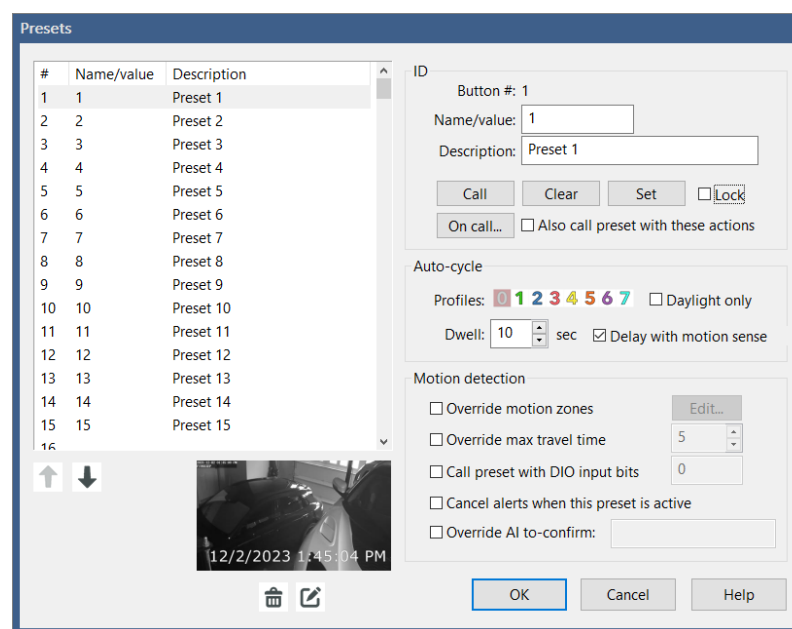 Presets
# Name/value Description
1 1 Preset 1
2 2 Preset 2
3 3 Preset 3
4 4 Preset 4
5 5 Preset 5
6 6 Preset 6
7 7 Preset 7
8 8 Preset 8
9 9 Preset 9
10 10 Preset 10
11 11 Preset 11
12 12 Preset 12
13 13 Preset 13
14 14 Preset 14
15 15 Preset 15
16
12/2/2023 1:45:04 PM
ID
Button #: 1
Name/value: 1
Description: Preset 1
Call Clear Set Lock
On call... Also call preset with these actions
Auto-cycle
Profiles: 0 1 2 3 4 5 6 7 Daylight only
Dwell: 10 sec Delay with motion sense
Motion detection
Override motion zones Edit...
Override max travel time 5
Call preset with DIO input bits 0
Cancel alerts when this preset is active
Override AI to-confirm:
OK Cancel Help